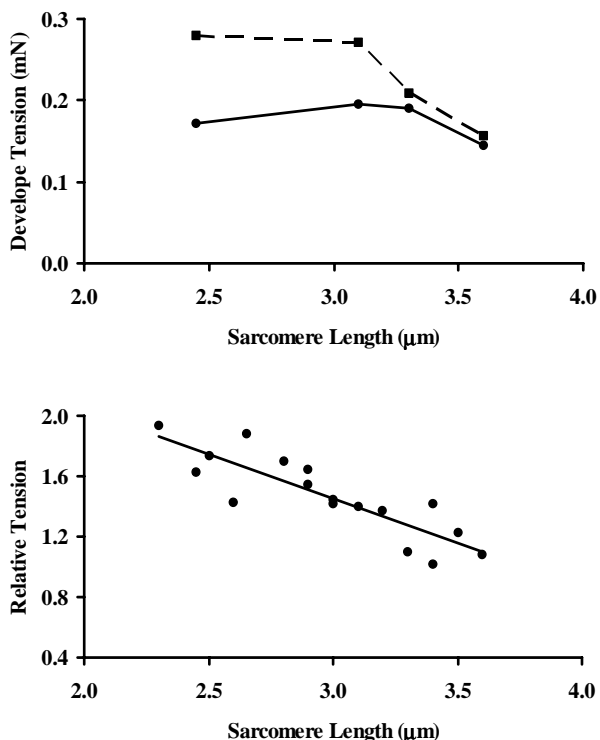 Develope Tension (mN)
0.3
0.2
0.1
0.0
2.0 2.5 3.0 3.5 4.0
Sarcomere Length (μm)
Relative Tension
2.0
1.6
1.2
0.8
0.4
2.0 2.5 3.0 3.5 4.0
Sarcomere Length (μm)